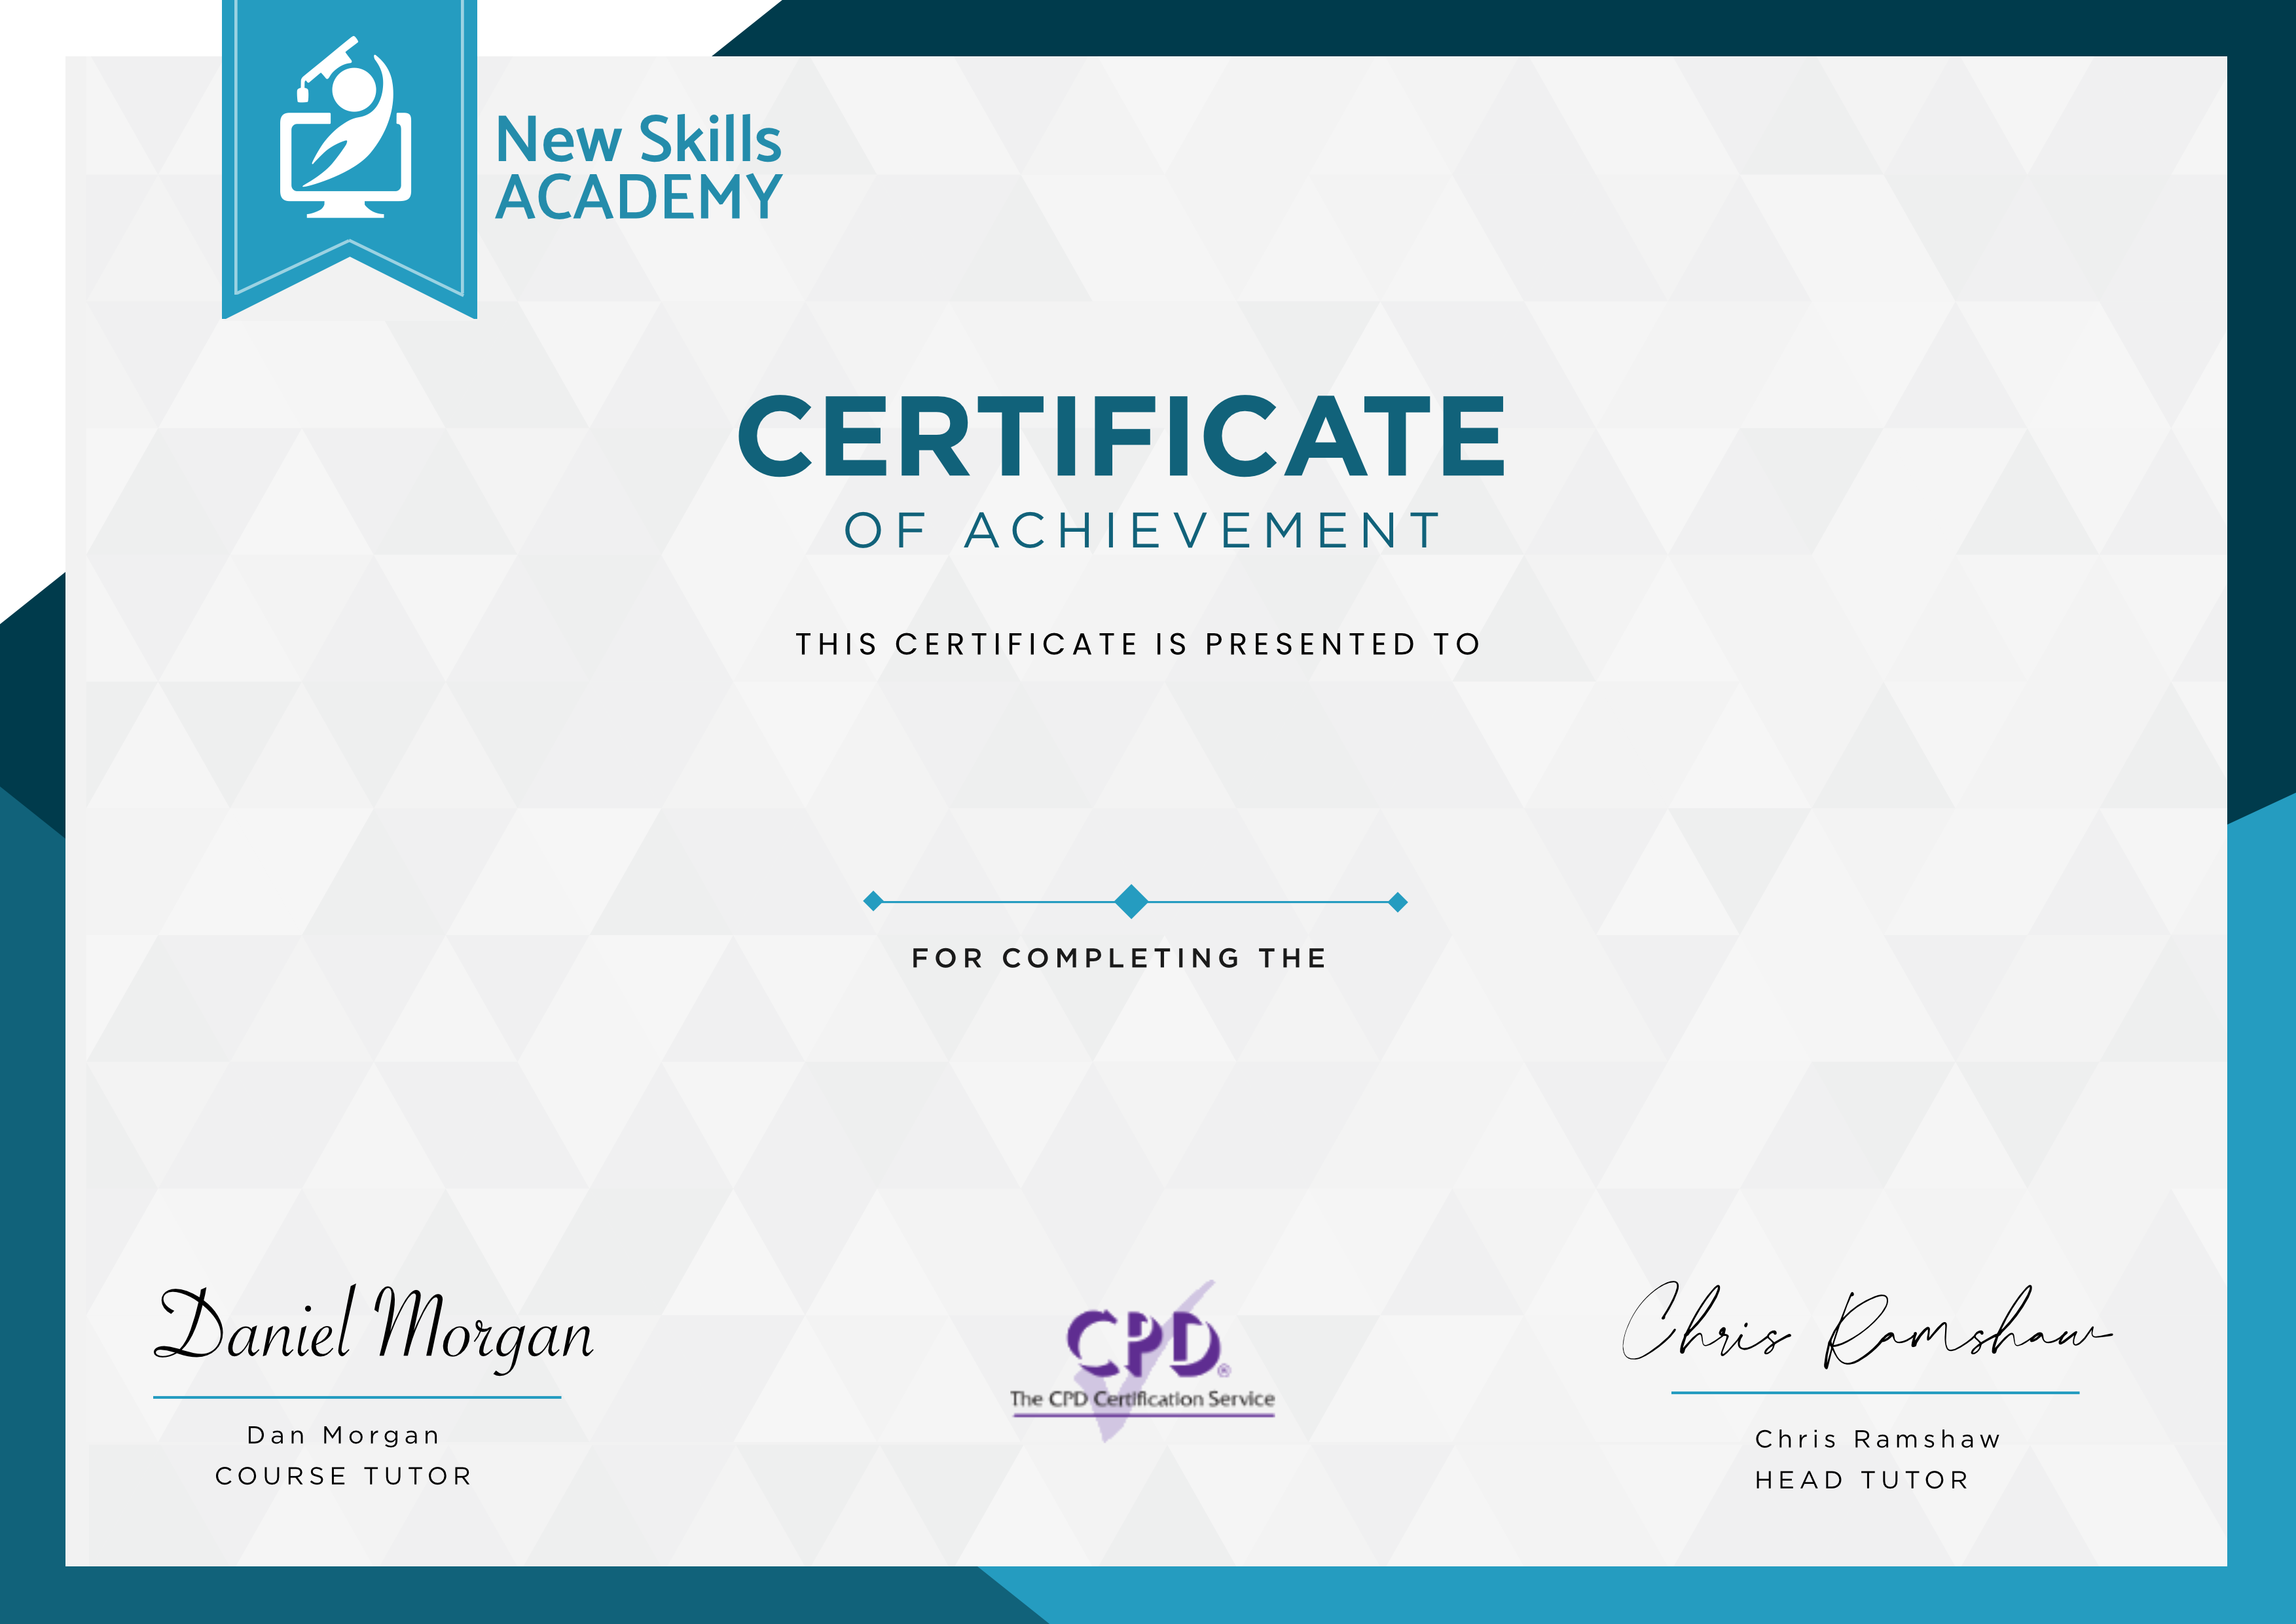 New Skills
ACADEMY
CERTIFICATE
OF ACHIEVEMENT
THIS CERTIFICATE IS PRESENTED TO
FOR COMPLETING THE
Daniel Morgan
Dan Morgan
COURSE TUTOR
CPD®
The CPD Certification Service
Chris Ramshaw
Chris Ramshaw
HEAD TUTOR